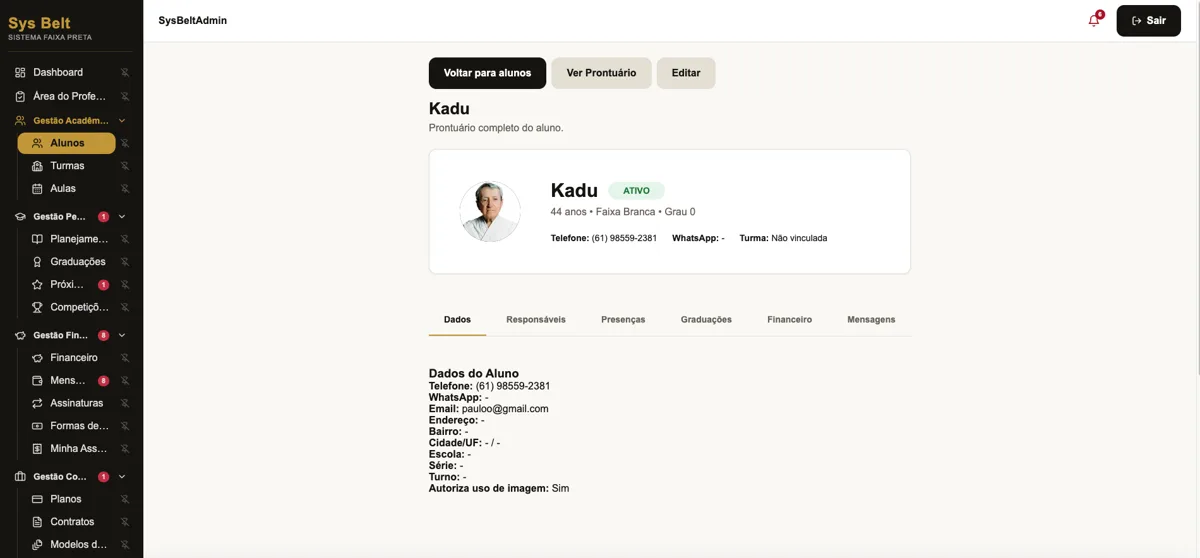 Sys Belt
SISTEMA FAIXA PRETA
Dashboard
Área do Profe...
Gestão Acadêm...
Alunos
Turmas
Aulas
Gestão Pe... 1
Planejame...
Graduações
Próxi... 1
Competiçõ...
Gestão Fin... 8
Financeiro
Mens... 8
Assinaturas
Formas de...
Minha Ass...
Gestão Co... 1
Planos
Contratos
Modelos d...
SysBeltAdmin
6
Sair
Voltar para alunos Ver Prontuário Editar
Kadu
Prontuário completo do aluno.
Kadu ATIVO
44 anos • Faixa Branca • Grau 0
Telefone: (61) 98559-2381 WhatsApp: - Turma: Não vinculada
Dados Responsáveis Presenças Graduações Financeiro Mensagens
Dados do Aluno
Telefone: (61) 98559-2381
WhatsApp: -
Email: pauloo@gmail.com
Endereço: -
Bairro: -
Cidade/UF: - / -
Escola: -
Série: -
Turno: -
Autoriza uso de imagem: Sim